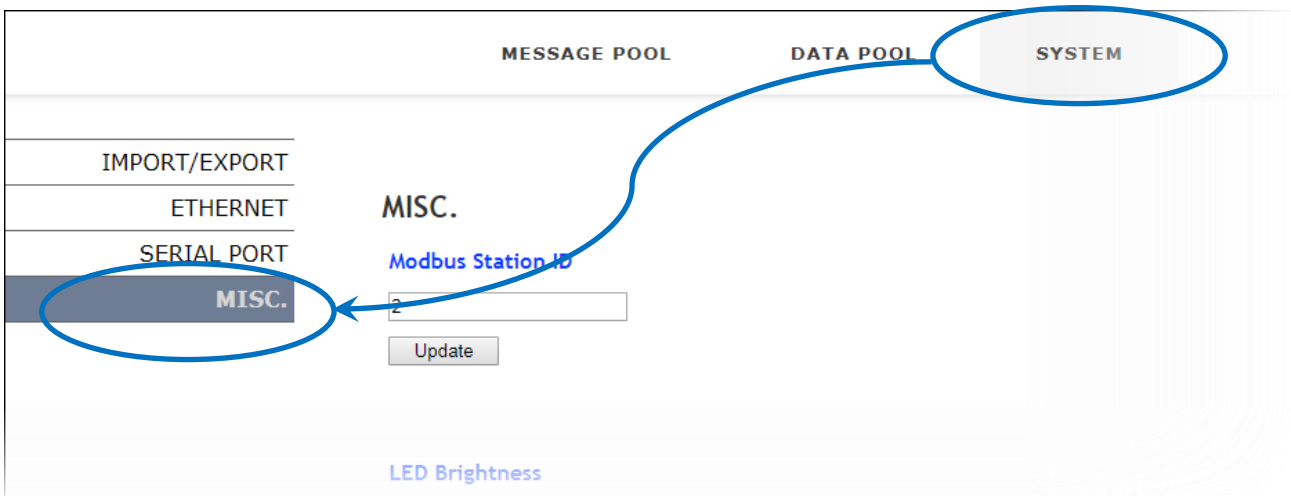 MESSAGE POOL DATA POOL SYSTEM
IMPORT/EXPORT
ETHERNET
SERIAL PORT
MISC.
MISC.
Modbus Station ID
2
Update
LED Brightness